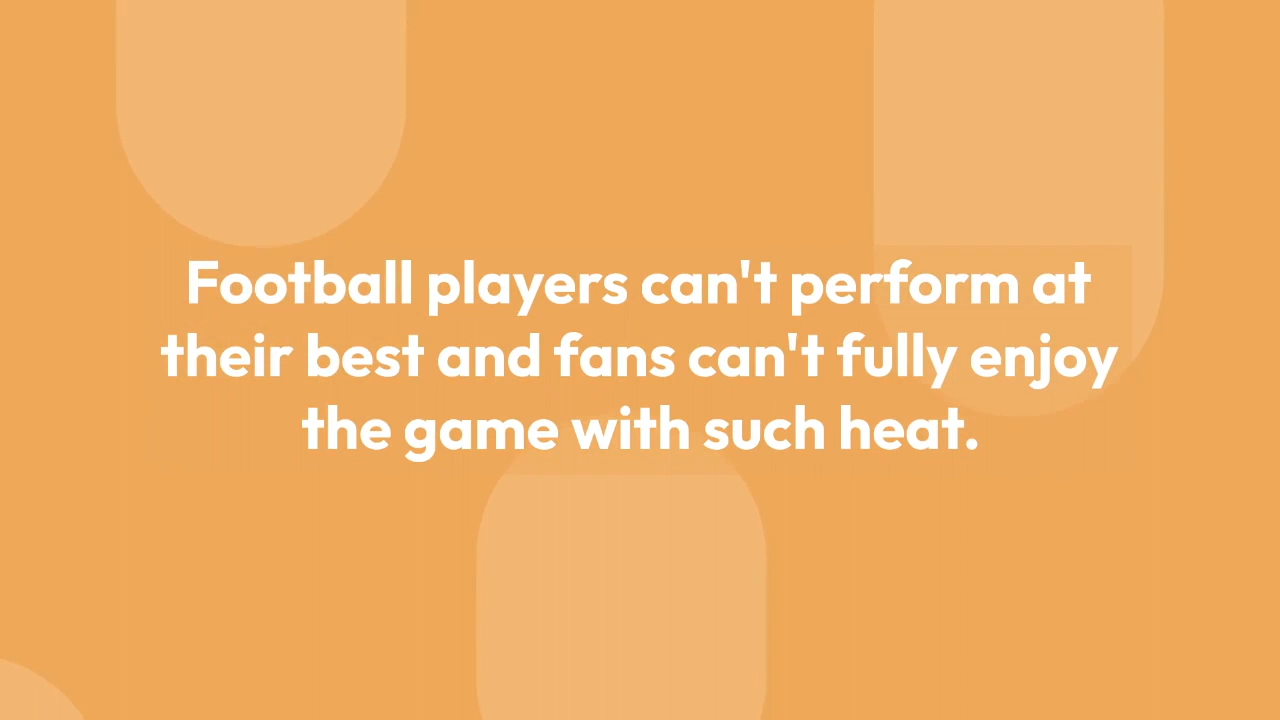 Football players can't perform at
their best and fans can't fully enjoy
the game with such heat.